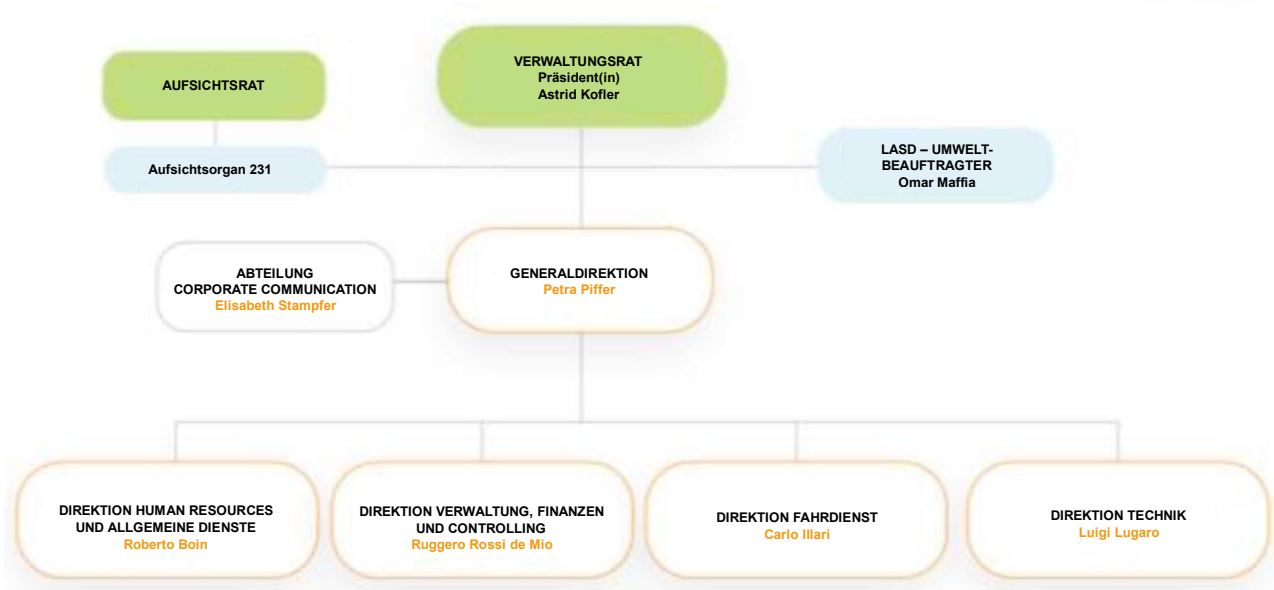 VERWALTUNGSRAT
Präsident(in)
Astrid Kofler
AUFSICHTSRAT
LASD – UMWELT-
BEAUFTRAGTER
Omar Maffia
Aufsichtsorgan 231
ABTEILUNG
CORPORATE COMMUNICATION
Elisabeth Stampfer
GENERALDIREKTION
Petra Piffer
DIREKTION HUMAN RESOURCES
UND ALLGEMEINE DIENSTE
Roberto Boin
DIREKTION VERWALTUNG, FINANZEN
UND CONTROLLING
Ruggero Rossi de Mio
DIREKTION FAHRDIENST
Carlo Illari
DIREKTION TECHNIK
Luigi Lugaro